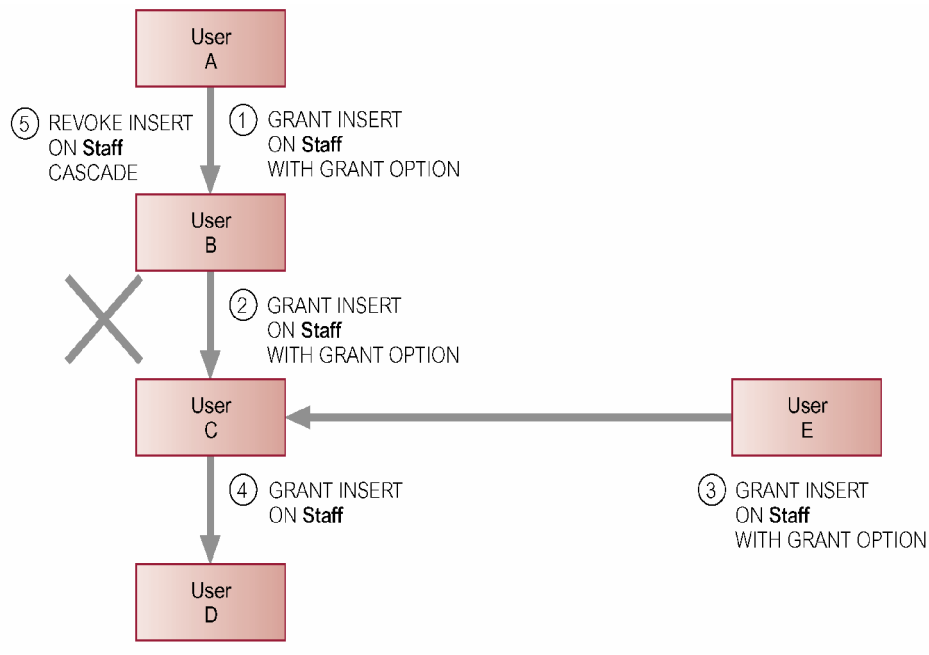 User
A
⑤ REVOKE INSERT
ON Staff
CASCADE
① GRANT INSERT
ON Staff
WITH GRANT OPTION
User
B
② GRANT INSERT
ON Staff
WITH GRANT OPTION
User
C
User
E
④ GRANT INSERT
ON Staff
③ GRANT INSERT
ON Staff
WITH GRANT OPTION
User
D